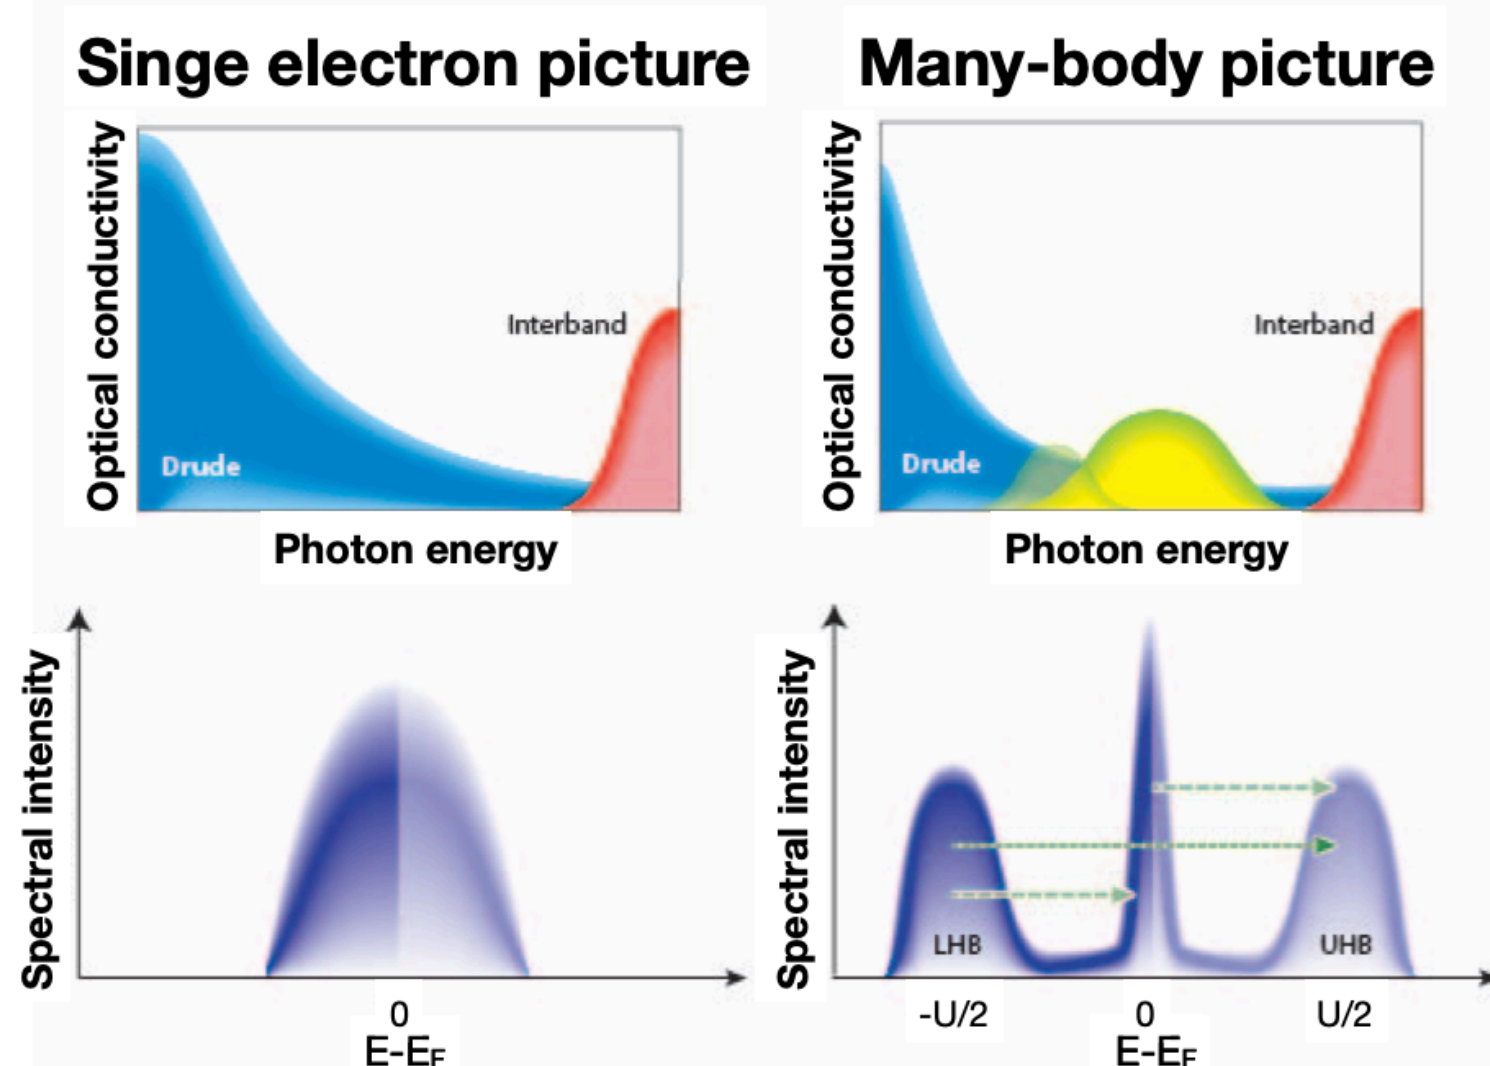 Singe electron picture
Many-body picture
Optical conductivity
Interband
Drude
Photon energy
Optical conductivity
Interband
Drude
Photon energy
Spectral intensity
0
E-EF
Spectral intensity
LHB
UHB
-U/2
0
U/2
E-EF